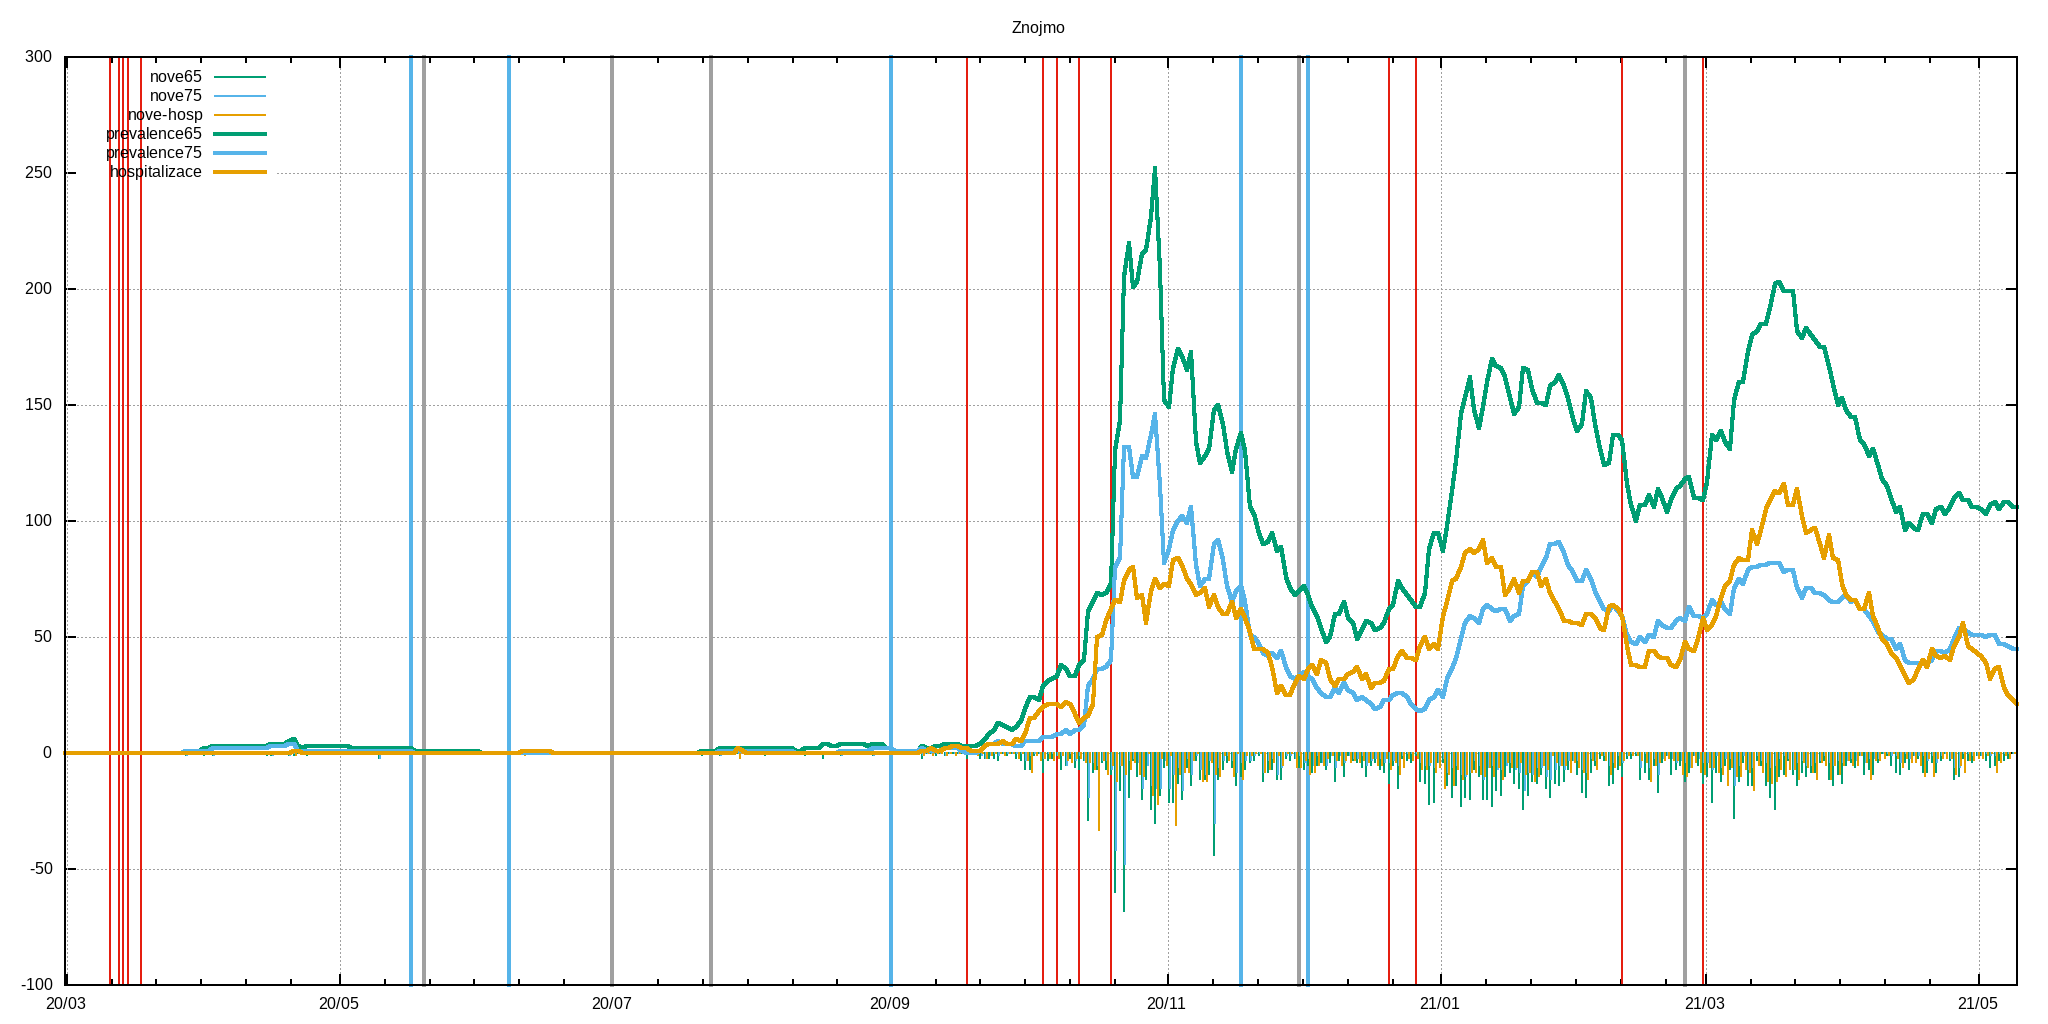 Znojmo
300
250
200
150
100
50
0
-50
-100
nove65
nove75
nove-hosp
prevalence65
prevalence75
hospitalizace
20/03 20/05 20/07 20/09 20/11 21/01 21/03 21/05